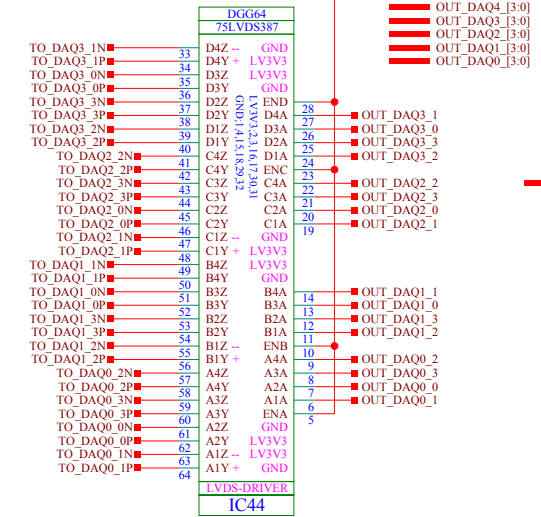 OUT_DAQ4_[3:0]
OUT_DAQ3_[3:0]
OUT_DAQ2_[3:0]
OUT_DAQ1_[3:0]
OUT_DAQ0_[3:0]
DGG64
75LVDS387
TO_DAQ3_1N 33 D4Z -- GND
TO_DAQ3_1P 34 D4Y + LV3V3
TO_DAQ3_0N 35 D3Z LV3V3
TO_DAQ3_0P 36 D3Y GND
TO_DAQ3_3N 37 D2Z END 28
TO_DAQ3_3P 38 D2Y D4A 27 OUT_DAQ3_1
TO_DAQ3_2N 39 D1Z D3A 26 OUT_DAQ3_0
TO_DAQ3_2P 40 D1Y D2A 25 OUT_DAQ3_3
TO_DAQ2_2N 41 C4Z D1A 24 OUT_DAQ3_2
TO_DAQ2_2P 42 C4Y ENC 23
TO_DAQ2_3N 43 C3Z C4A 22 OUT_DAQ2_2
TO_DAQ2_3P 44 C3Y C3A 21 OUT_DAQ2_3
TO_DAQ2_0N 45 C2Z C2A 20 OUT_DAQ2_0
TO_DAQ2_0P 46 C2Y C1A 19 OUT_DAQ2_1
TO_DAQ2_1N 47 C1Z -- GND
TO_DAQ2_1P 48 C1Y + LV3V3
TO_DAQ1_1N 49 B4Z LV3V3
TO_DAQ1_1P 50 B4Y GND
TO_DAQ1_0N 51 B3Z B4A 14 OUT_DAQ1_1
TO_DAQ1_0P 52 B3Y B3A 13 OUT_DAQ1_0
TO_DAQ1_3N 53 B2Z B2A 12 OUT_DAQ1_3
TO_DAQ1_3P 54 B2Y B1A 11 OUT_DAQ1_2
TO_DAQ1_2N 55 B1Z -- ENB 10
TO_DAQ1_2P 56 B1Y + A4A 9 OUT_DAQ0_2
TO_DAQ0_2N 57 A4Z A3A 8 OUT_DAQ0_3
TO_DAQ0_2P 58 A4Y A2A 7 OUT_DAQ0_0
TO_DAQ0_3N 59 A3Z A1A 6 OUT_DAQ0_1
TO_DAQ0_3P 60 A3Y ENA 5
TO_DAQ0_0N 61 A2Z GND
TO_DAQ0_0P 62 A2Y LV3V3
TO_DAQ0_1N 63 A1Z -- LV3V3
TO_DAQ0_1P 64 A1Y + GND
LV3V3:2,3,16,17,30,31
GND:1,4,15,18,29,32
LVDS-DRIVER
IC44